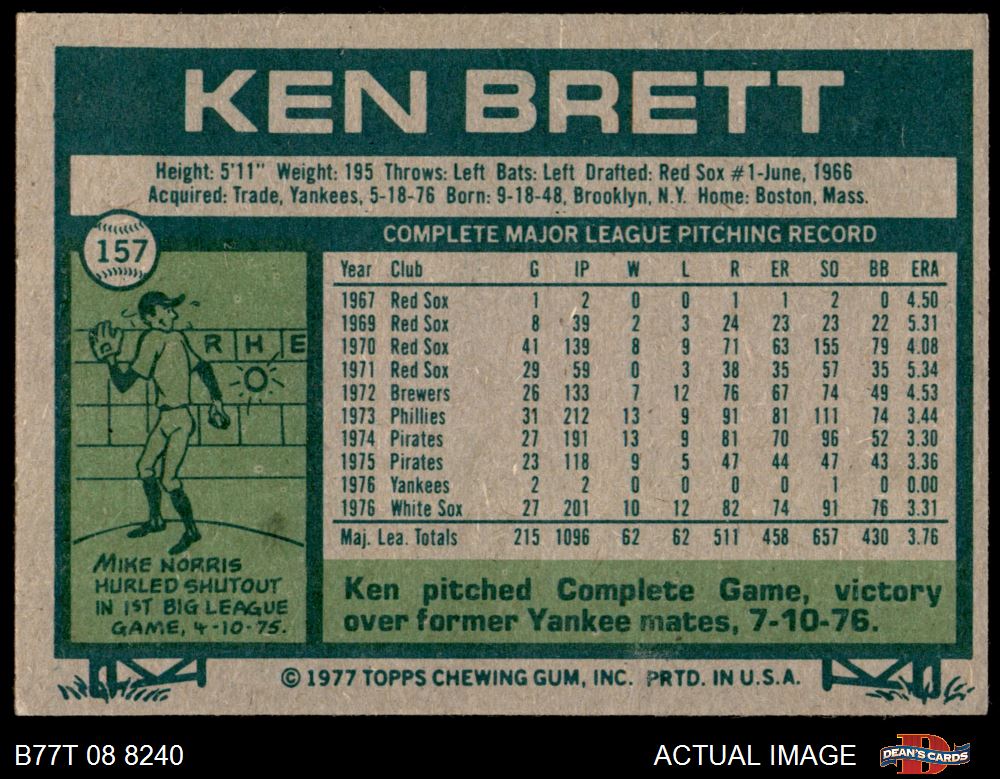 KEN BRETT
Height: 5'11" Weight: 195 Throws: Left Bats: Left Drafted: Red Sox #1-June, 1966
Acquired: Trade, Yankees, 5-18-76 Born: 9-18-48, Brooklyn, N.Y. Home: Boston, Mass.
157
COMPLETE MAJOR LEAGUE PITCHING RECORD
Year Club G IP W L R ER SO BB ERA
1967 Red Sox 1 2 0 0 1 1 2 0 4.50
1969 Red Sox 8 39 2 3 24 23 23 22 5.31
1970 Red Sox 41 139 8 9 71 63 155 79 4.08
1971 Red Sox 29 59 0 3 38 35 57 35 5.34
1972 Brewers 26 133 7 12 76 67 74 49 4.53
1973 Phillies 31 212 13 9 91 81 111 74 3.44
1974 Pirates 27 191 13 9 81 70 96 52 3.30
1975 Pirates 23 118 9 5 47 44 47 43 3.36
1976 Yankees 2 2 0 0 0 0 1 0 0.00
1976 White Sox 27 201 10 12 82 74 91 76 3.31
Maj. Lea. Totals 215 1096 62 62 511 458 657 430 3.76
R H E
O
MIKE NORRIS
HURLED SHUTOUT
IN 1ST BIG LEAGUE
GAME, 4-10-75.
Ken pitched Complete Game, victory
over former Yankee mates, 7-10-76.
© 1977 TOPPS CHEWING GUM, INC. PRTD. IN U.S.A.
B77T 08 8240
ACTUAL IMAGE
D
DEAN'S CARDS